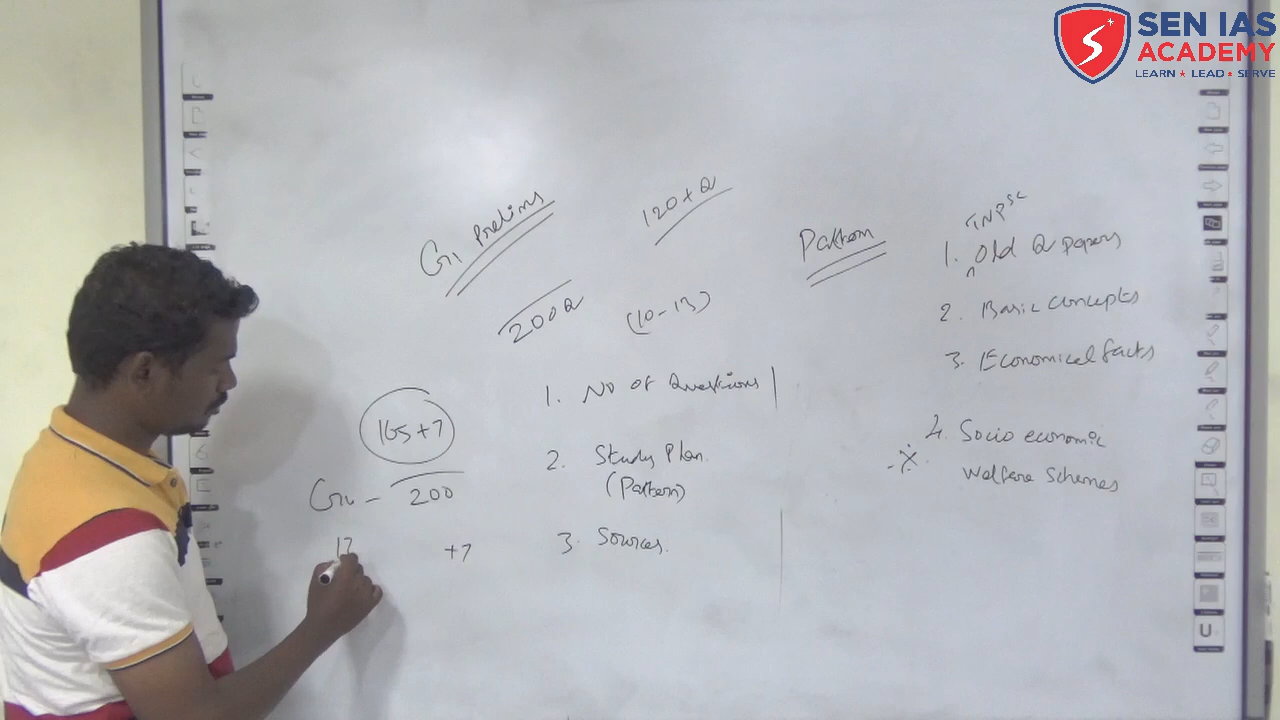 SEN IAS
ACADEMY
LEARN ★ LEAD ★ SERVE
G1 Prelims
120 + Q
200Q
(10-13)
1. No of Questions
2. Study Plan.
(Pattern)
3. Sources.
165+7
200
+7
Pattern
TNPSC
1. Old Q papers
2. Basic concepts
3. Economical facts
4. Socio economic
Welfare Schemes
U